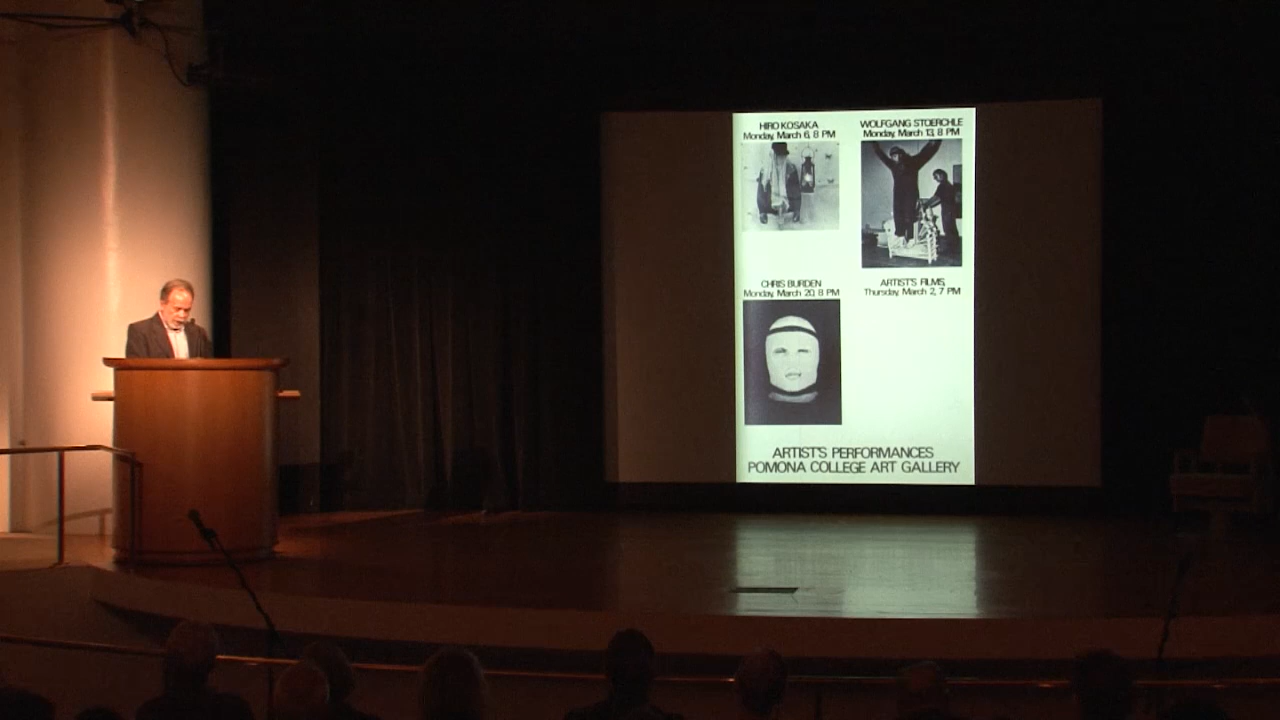 HIRO KOSAKA
Monday, March 6, 8 PM
WOLFGANG STOERCHLE
Monday, March 13, 8 PM
CHRIS BURDEN
Monday, March 20, 8 PM
ARTIST'S FILMS,
Thursday, March 2, 7 PM
ARTIST'S PERFORMANCES
POMONA COLLEGE ART GALLERY